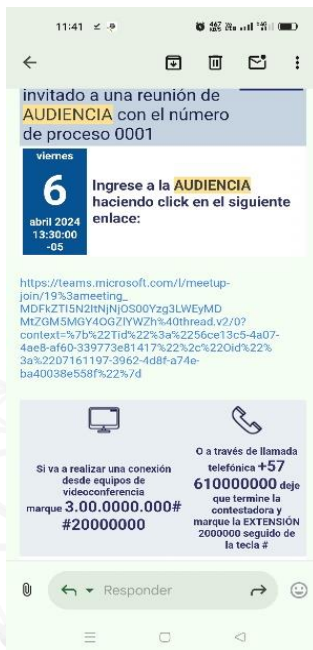 11:41
invitado a una reunión de
AUDIENCIA con el número
de proceso 0001
viernes
6
abril 2024
13:30:00
-05
Ingrese a la AUDIENCIA
haciendo click en el siguiente
enlace:
https://teams.microsoft.com/l/meetup-
join/19%3ameeting_
MDFkZTI5N2ItNjNjOS00Yzg3LWEyMD
MtZGM5MGY4OGZIYWZh%40thread.v2/0?
context=%7b%22Tid%22%3a%2256ce13c5-4a07-
4ae8-af60-339773e81417%22%2c%22Oid%22%
3a%2207161197-3962-4d8f-a74e-
ba40038e558f%22%7d
Si va a realizar una conexión
desde equipos de
videoconferencia
marque 3.00.0000.000#
#20000000
O a través de llamada
telefónica +57
610000000 deje
que termine la
contestadora y
marque la EXTENSIÓN
2000000 seguido de
la tecla #
Responder